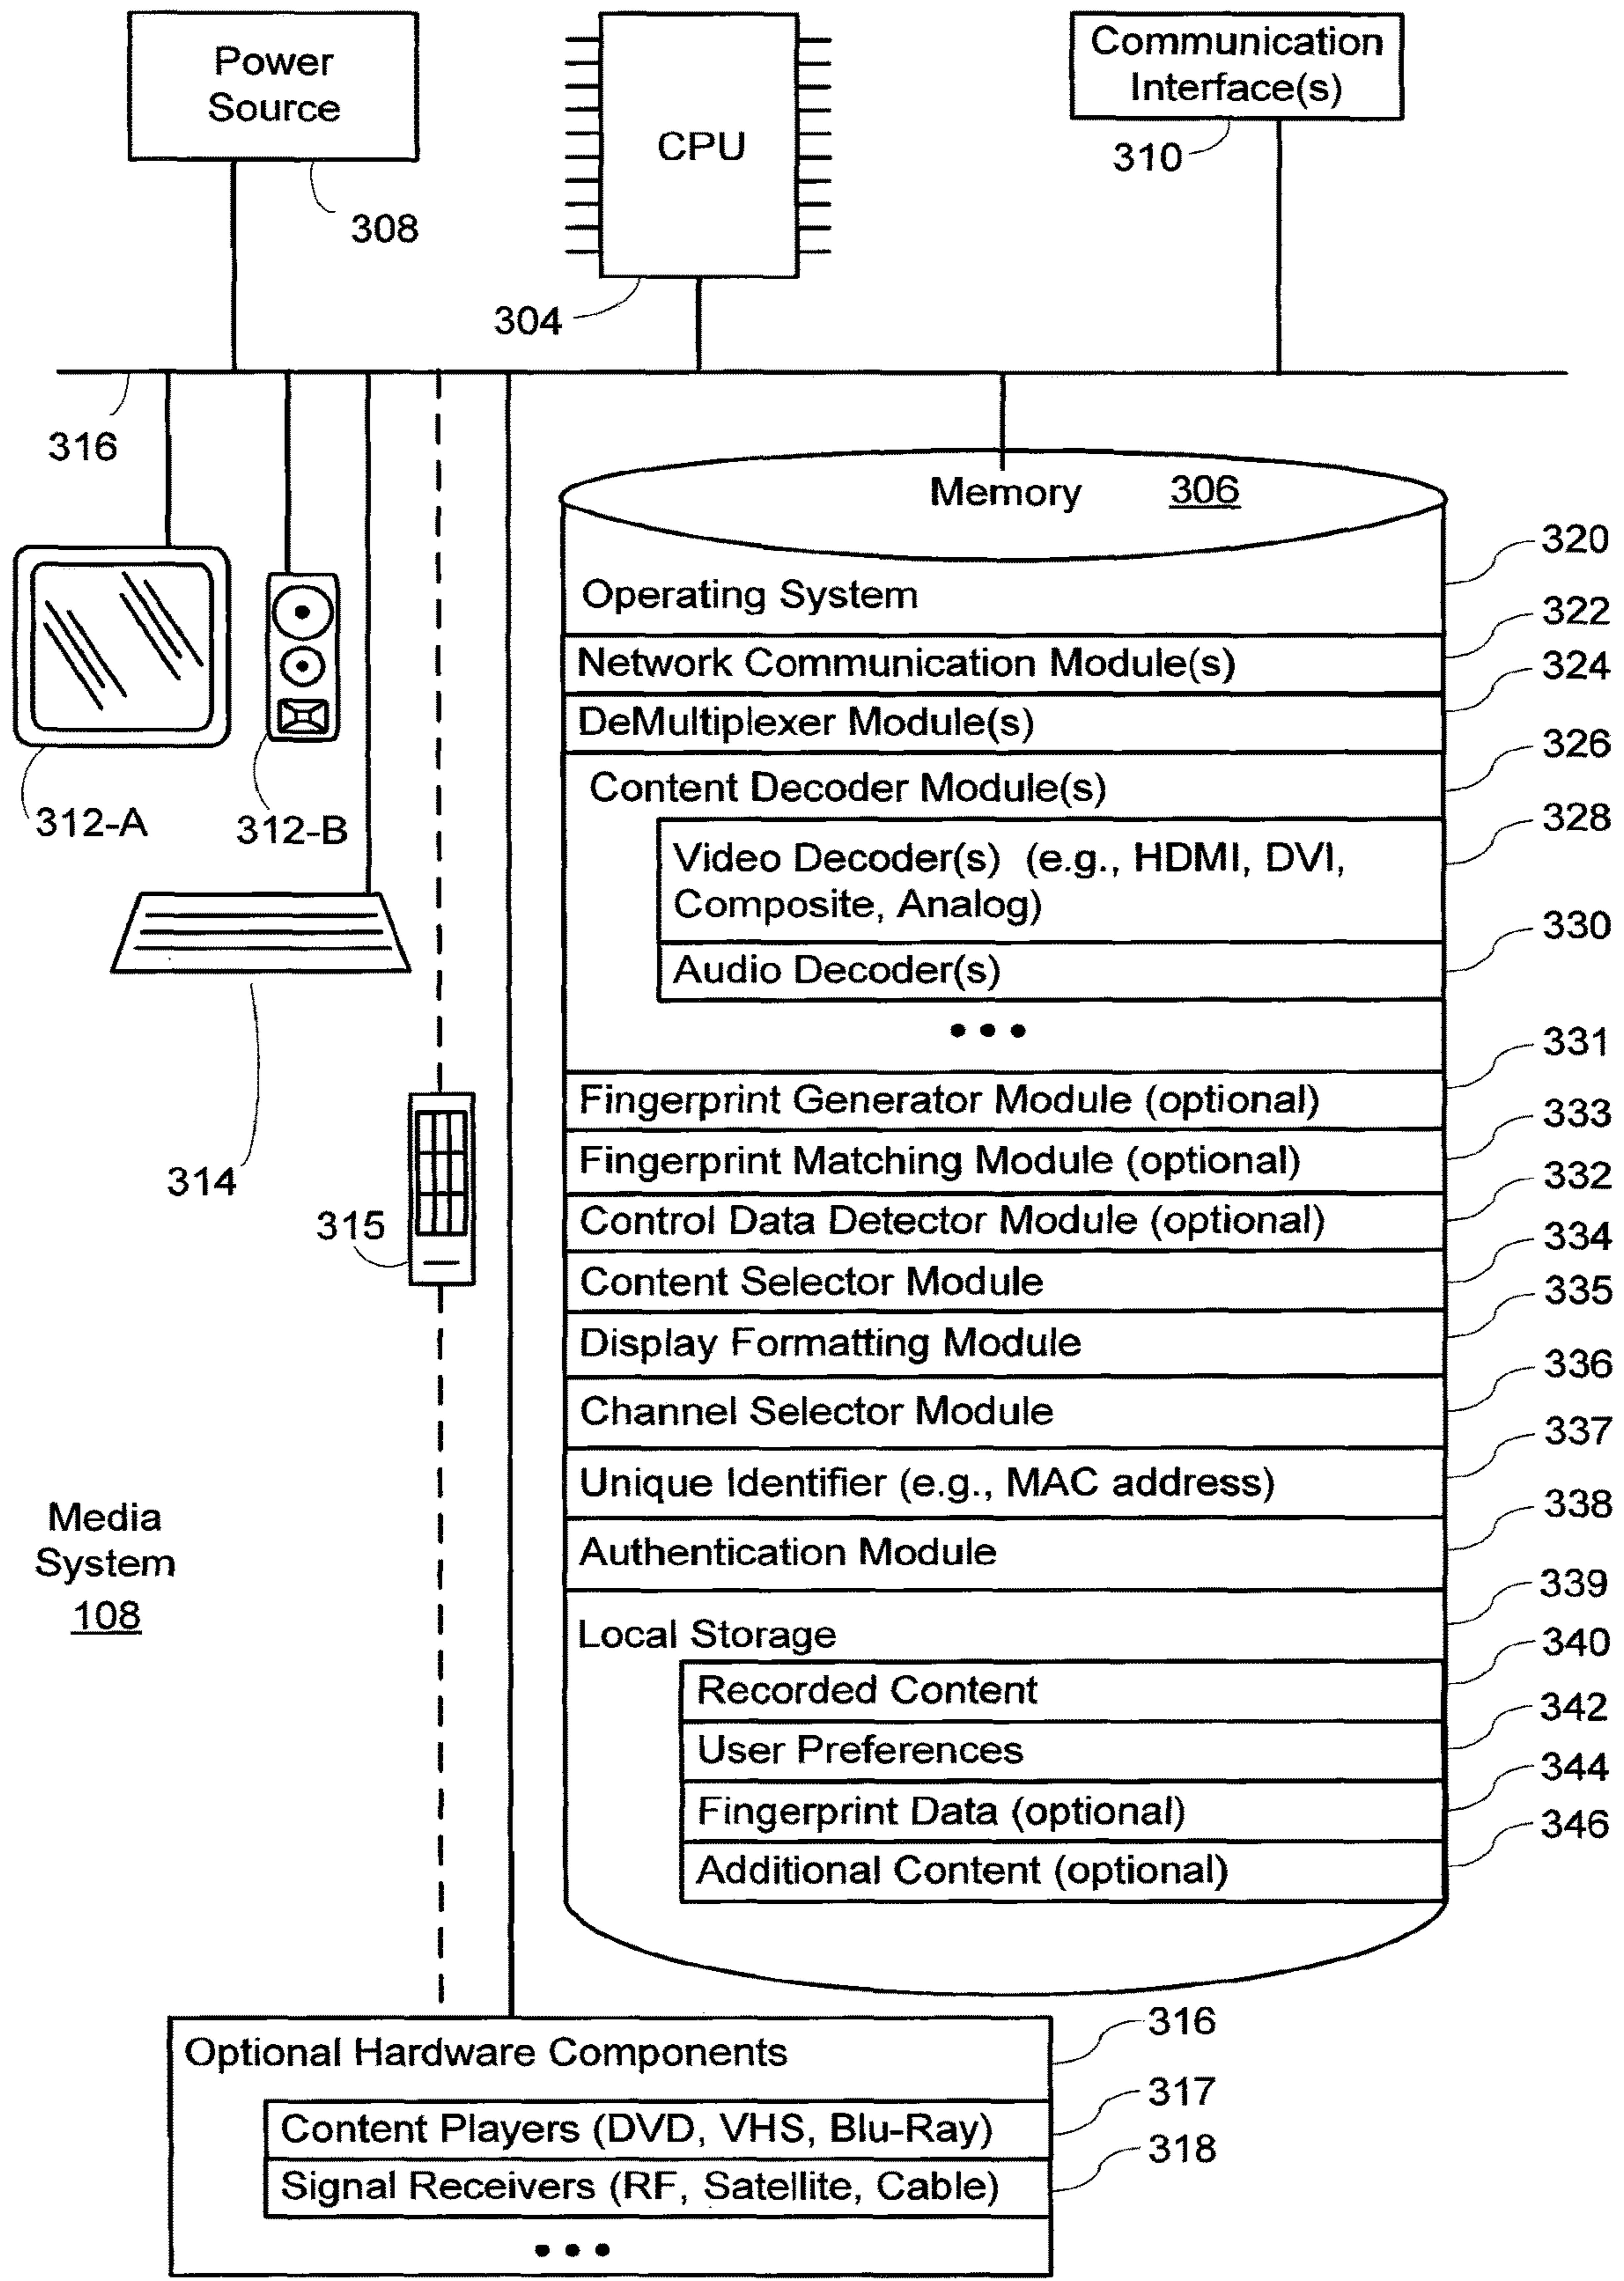 Power
Source
308
CPU
304
Communication
Interface(s)
310
316
Memory 306
Operating System
320
Network Communication Module(s)
322
DeMultiplexer Module(s)
324
Content Decoder Module(s)
326
Video Decoder(s) (e.g., HDMI, DVI,
Composite, Analog)
328
Audio Decoder(s)
330
• • •
Fingerprint Generator Module (optional)
331
Fingerprint Matching Module (optional)
333
Control Data Detector Module (optional)
332
Content Selector Module
334
Display Formatting Module
335
Channel Selector Module
336
Unique Identifier (e.g., MAC address)
337
Authentication Module
338
Local Storage
339
Recorded Content
340
User Preferences
342
Fingerprint Data (optional)
344
Additional Content (optional)
346
312-A
312-B
314
315
Media
System
108
Optional Hardware Components
316
Content Players (DVD, VHS, Blu-Ray)
317
Signal Receivers (RF, Satellite, Cable)
318
• • •